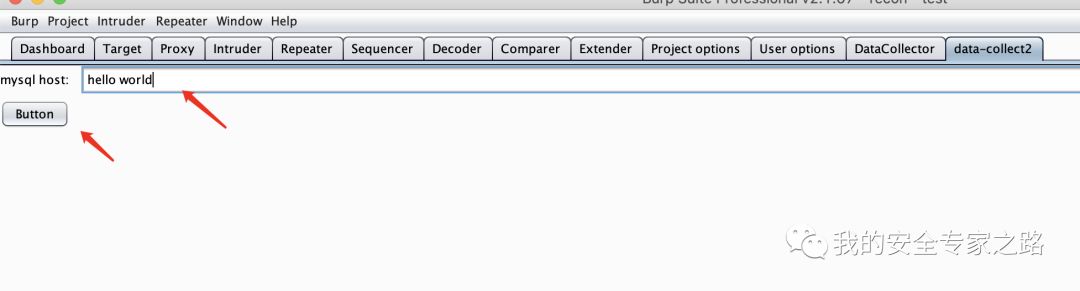 Burp Suite Professional v2.1.07 - recon - test
Burp Project Intruder Repeater Window Help
Dashboard Target Proxy Intruder Repeater Sequencer Decoder Comparer Extender Project options User options DataCollector data-collect2
mysql host: hello world
Button
我的安全专家之路